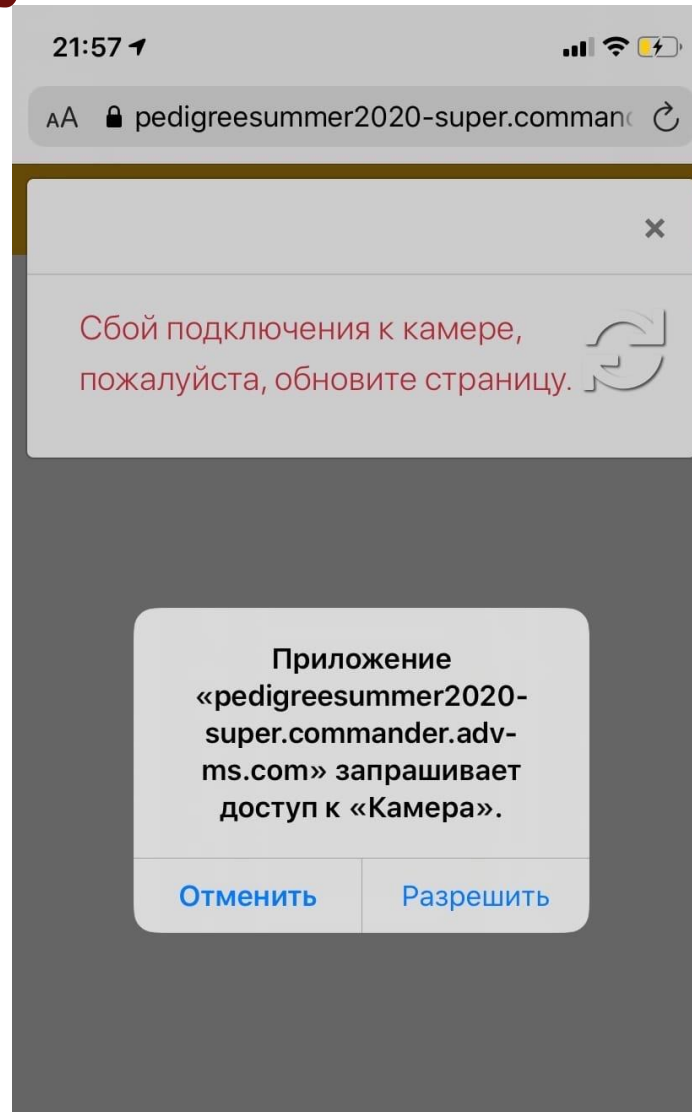 21:57
AA pedigreesummer2020-super.comman
×
Сбой подключения к камере,
пожалуйста, обновите страницу.
Приложение
«pedigreesummer2020-
super.commander.adv-
ms.com» запрашивает
доступ к «Камера».
Отменить Разрешить